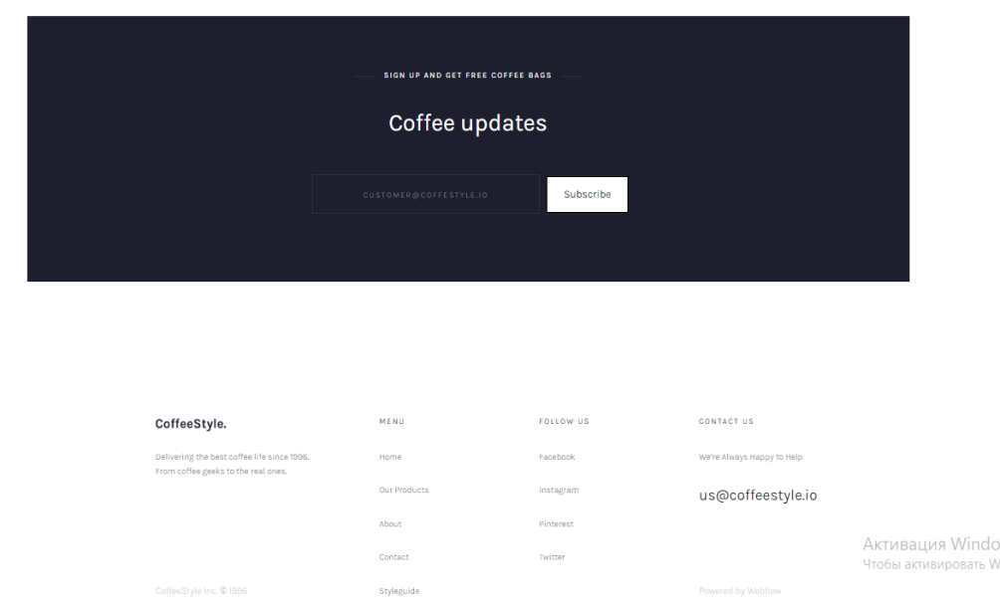 SIGN UP AND GET FREE COFFEE BAGS
Coffee updates
CUSTOMER@COFFESTYLE.IO
Subscribe
CoffeeStyle.
Delivering the best coffee life since 1996.
From coffee geeks to the real ones.
CoffeeStyle Inc. © 1996
MENU
Home
Our Products
About
Contact
Styleguide
FOLLOW US
Facebook
Instagram
Pinterest
Twitter
CONTACT US
We're Always Happy to Help
us@coffeestyle.io
Powered by Webflow
Активация Windo
Чтобы активировать W